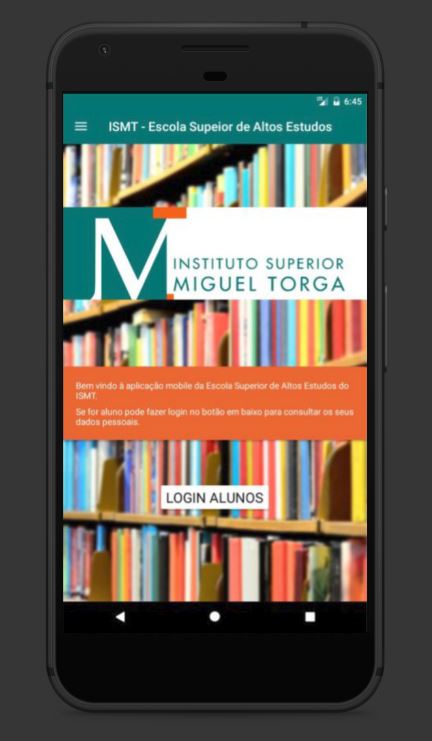 6:45
ISMT - Escola Supeior de Altos Estudos
INSTITUTO SUPERIOR
MIGUEL TORGA
Bem vindo à aplicação mobile da Escola Superior de Altos Estudos do
ISMT.
Se for aluno pode fazer login no botão em baixo para consultar os seus
dados pessoais.
LOGIN ALUNOS